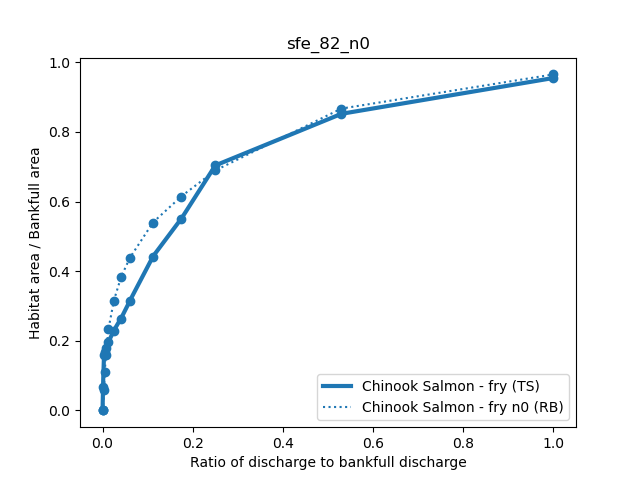 sfe_82_n0
Habitat area / Bankfull area
1.0
0.8
0.6
0.4
0.2
0.0
Chinook Salmon - fry (TS)
Chinook Salmon - fry n0 (RB)
0.0 0.2 0.4 0.6 0.8 1.0
Ratio of discharge to bankfull discharge